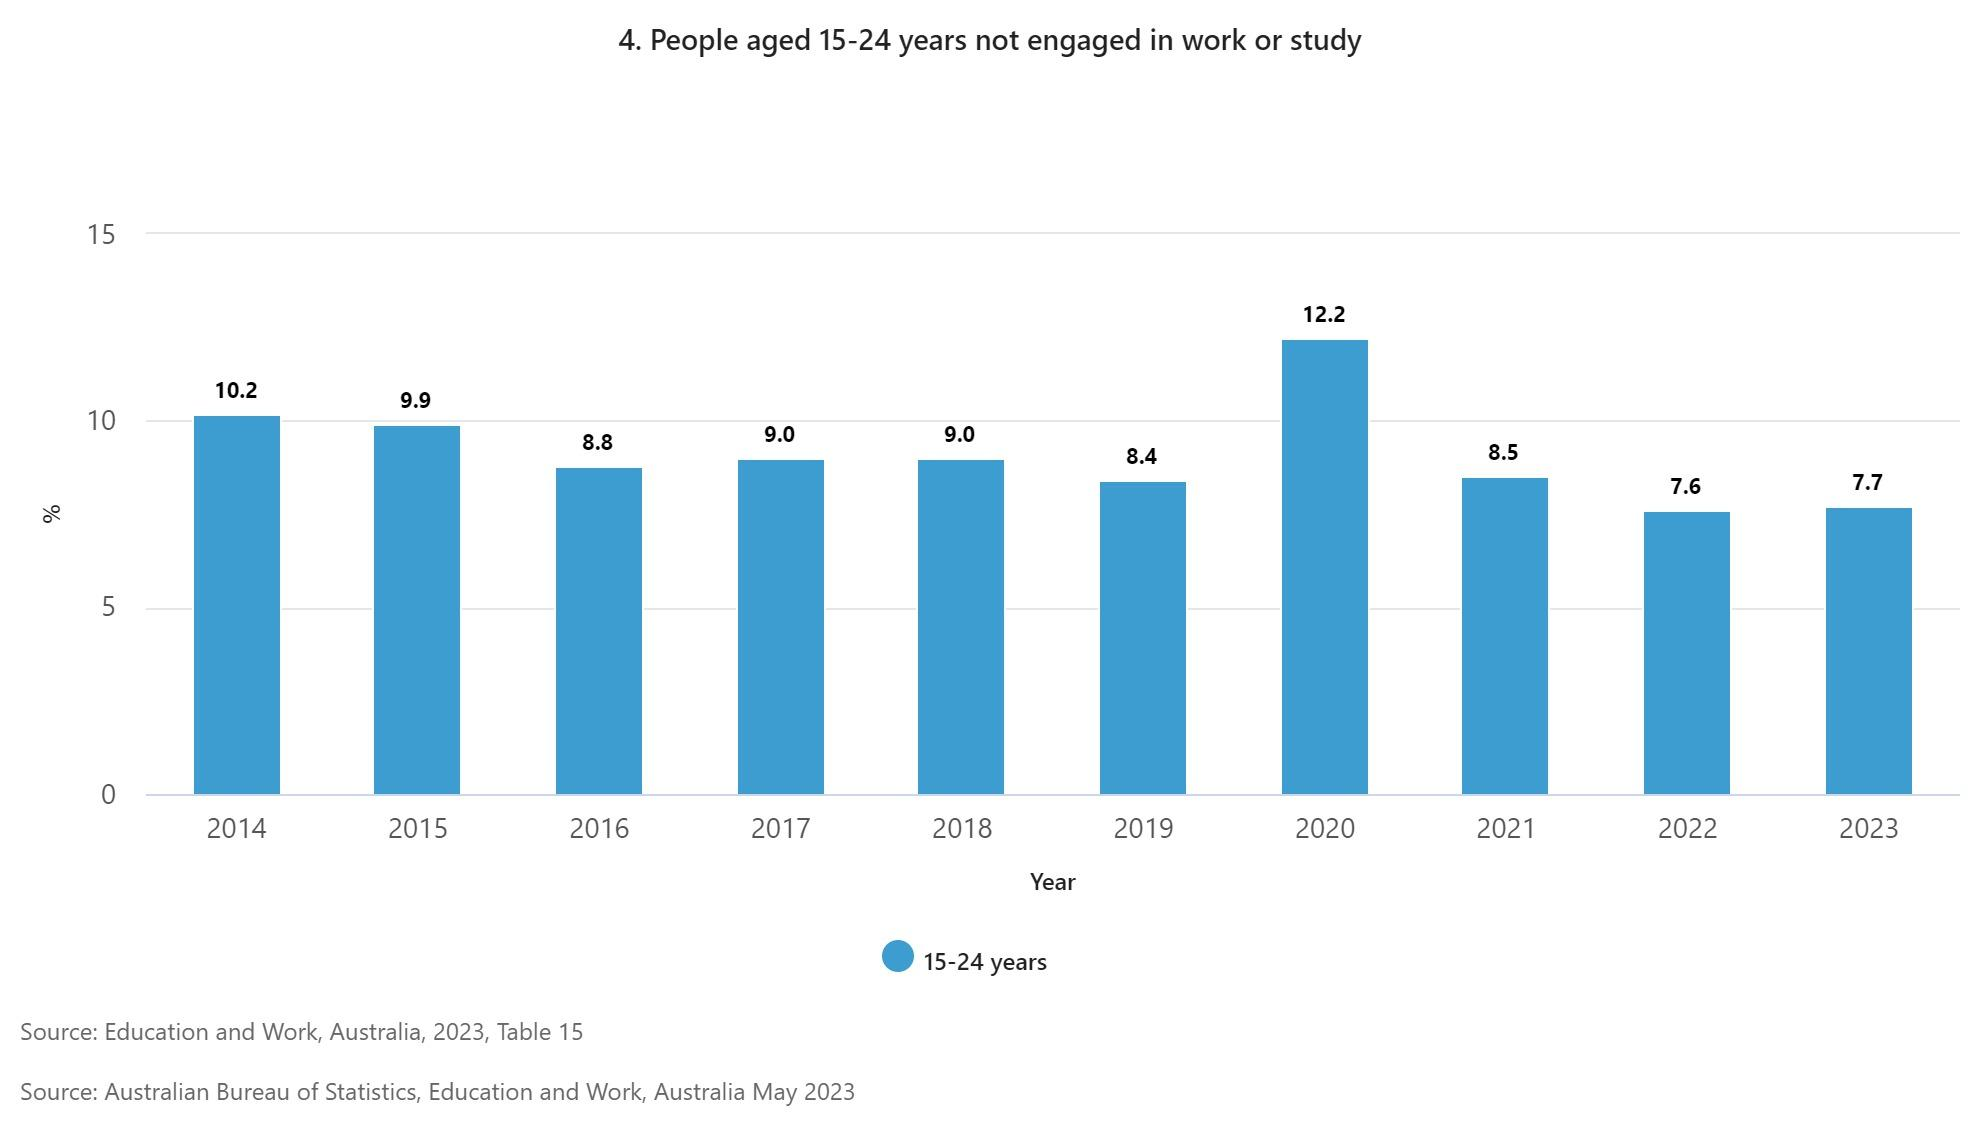 4. People aged 15-24 years not engaged in work or study
15
10
5
0
%
10.2
9.9
8.8
9.0
9.0
8.4
12.2
8.5
7.6
7.7
2014 2015 2016 2017 2018 2019 2020 2021 2022 2023
Year
15-24 years
Source: Education and Work, Australia, 2023, Table 15
Source: Australian Bureau of Statistics, Education and Work, Australia May 2023